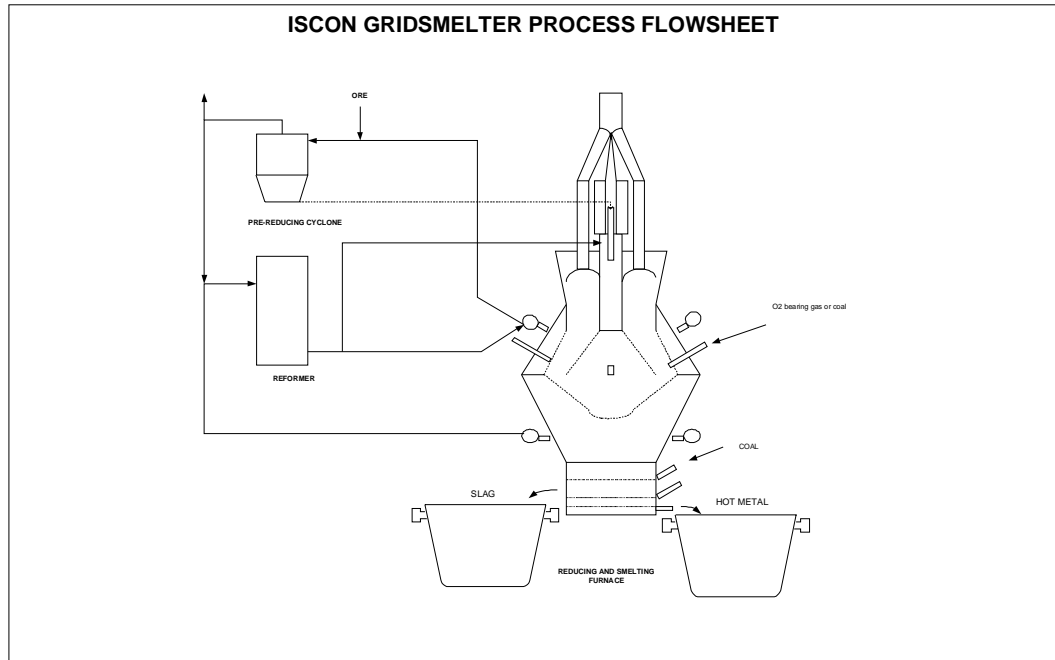 ISCON GRIDSMELTER PROCESS FLOWSHEET
ORE
PRE-REDUCING CYCLONE
O2 bearing gas or coal
REFORMER
COAL
SLAG
HOT METAL
REDUCING AND SMELTING
FURNACE